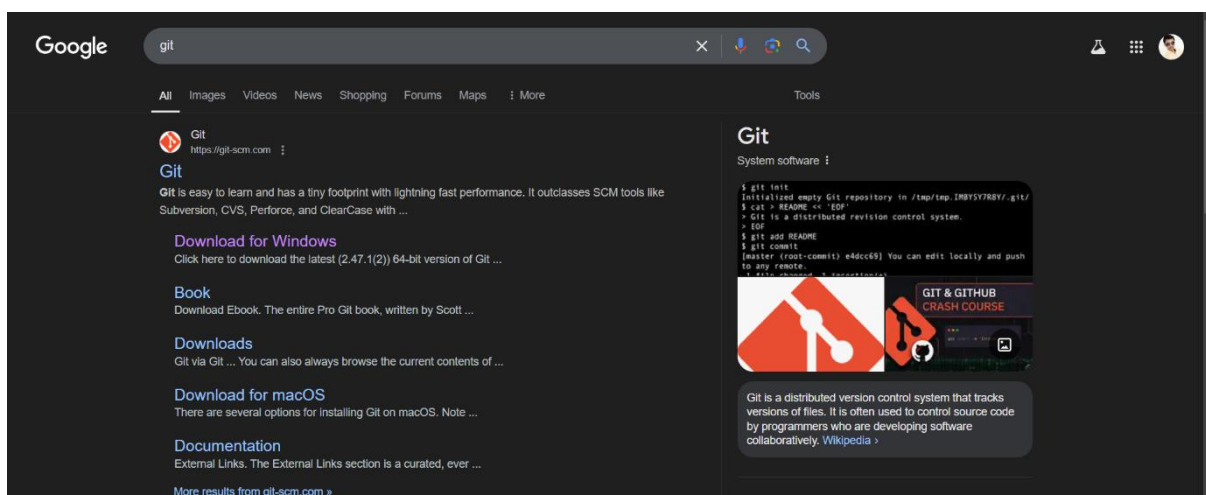 Google
git
All Images Videos News Shopping Forums Maps More
Tools
Git
https://git-scm.com
Git
Git is easy to learn and has a tiny footprint with lightning fast performance. It outclasses SCM tools like
Subversion, CVS, Perforce, and ClearCase with ...
Download for Windows
Click here to download the latest (2.47.1(2)) 64-bit version of Git ...
Book
Download Ebook. The entire Pro Git book, written by Scott ...
Downloads
Git via Git ... You can also always browse the current contents of ...
Download for macOS
There are several options for installing Git on macOS. Note ...
Documentation
External Links. The External Links section is a curated, ever ...
More results from git-scm.com »
Git
System software
$ git init
Initialized empty Git repository in /tmp/tmp.IMBYSY7R8Y/.git/
$ cat > README << 'EOF'
> Git is a distributed revision control system.
> EOF
$ git add README
$ git commit
[master (root-commit) e4dcc69] You can edit locally and push
to any remote.
GIT & GITHUB
CRASH COURSE
Git is a distributed version control system that tracks
versions of files. It is often used to control source code
by programmers who are developing software
collaboratively. Wikipedia ›